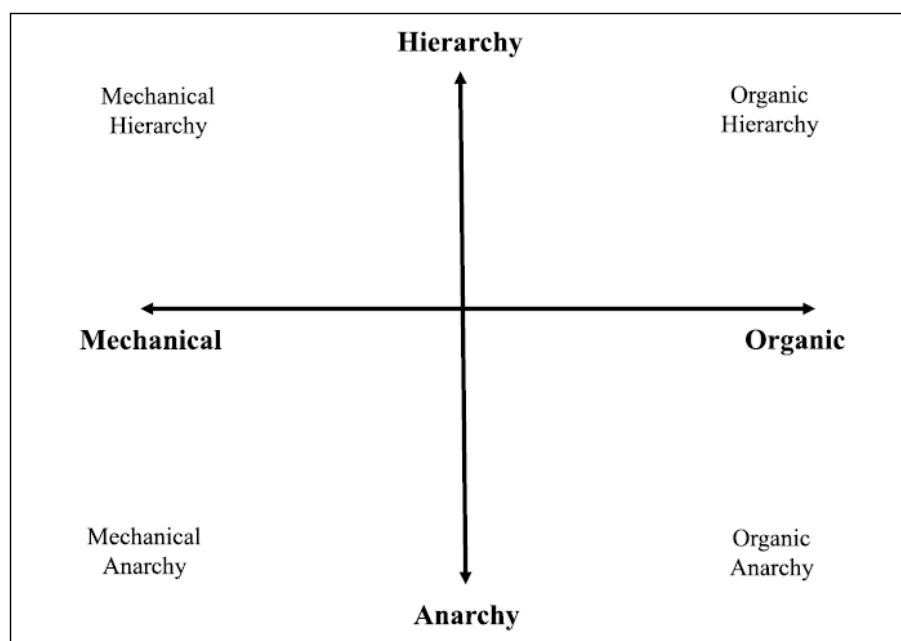 Hierarchy
Mechanical
Hierarchy
Organic
Hierarchy
Mechanical
Organic
Mechanical
Anarchy
Organic
Anarchy
Anarchy